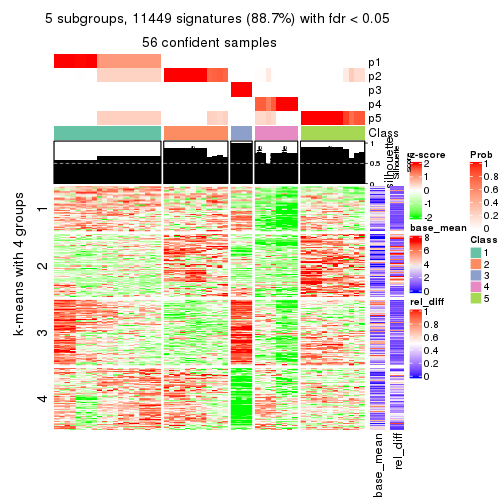 5 subgroups, 11449 signatures (88.7%) with fdr < 0.05
56 confident samples
p1
p2
p3
p4
p5
Class
1
0.5
0
silhouette
Silhouette
score
k-means with 4 groups
1
2
3
4
base_mean
rel_diff
z-score
2
1
0
-1
-2
base_mean
8
6
4
2
0
rel_diff
1
0.8
0.6
0.4
0.2
0
Prob
1
0.8
0.6
0.4
0.2
0
Class
1
2
3
4
5